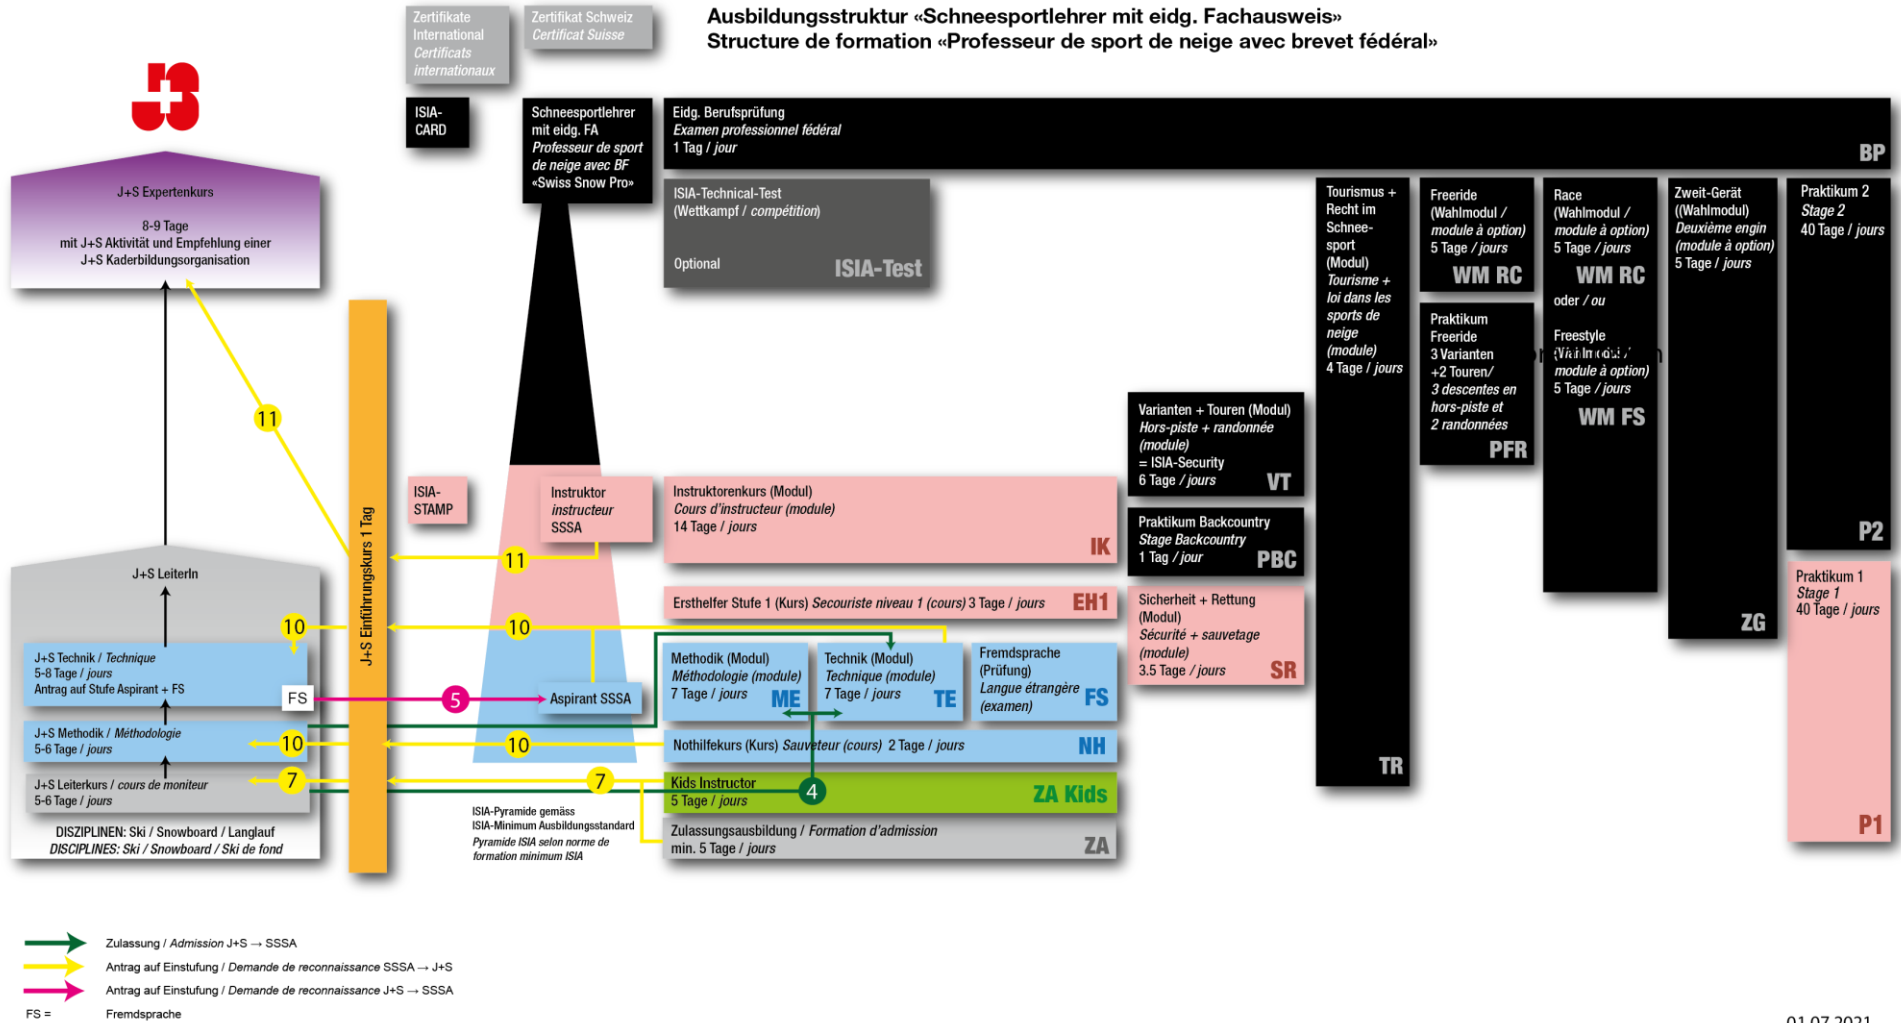 Zertifikate
International
Certificats
internationaux
Zertifikat Schweiz
Certificat Suisse
Ausbildungsstruktur «Schneesportlehrer mit eidg. Fachausweis»
Structure de formation «Professeur de sport de neige avec brevet fédéral»
J+S
ISIA-
CARD
Schneesportlehrer
mit eidg. FA
Professeur de sport
de neige avec BF
«Swiss Snow Pro»
Eidg. Berufsprüfung
Examen professionnel fédéral
1 Tag / jour
BP
J+S Expertenkurs
8-9 Tage
mit J+S Aktivität und Empfehlung einer
J+S Kaderbildungsorganisation
ISIA-Technical-Test
(Wettkampf / compétition)
Optional
ISIA-Test
Tourismus +
Recht im
Schnee-
sport
(Modul)
Tourisme +
loi dans les
sports de
neige
(module)
4 Tage / jours
TR
Freeride
(Wahlmodul /
module à option)
5 Tage / jours
WM RC
Praktikum
Freeride
3 Varianten
+2 Touren/
3 descentes en
hors-piste et
2 randonnées
PFR
Race
(Wahlmodul /
module à option)
5 Tage / jours
WM RC
oder / ou
Freestyle
(Wahlmodul /
module à option)
5 Tage / jours
WM FS
Zweit-Gerät
((Wahlmodul)
Deuxième engin
(module à option)
5 Tage / jours
ZG
Praktikum 2
Stage 2
40 Tage / jours
P2
Praktikum 1
Stage 1
40 Tage / jours
P1
Varianten + Touren (Modul)
Hors-piste + randonnée
(module)
= ISIA-Security
6 Tage / jours
VT
Praktikum Backcountry
Stage Backcountry
1 Tag / jour
PBC
Sicherheit + Rettung
(Modul)
Sécurité + sauvetage
(module)
3.5 Tage / jours
SR
11
J+S Einführungskurs 1 Tag
ISIA-
STAMP
Instruktor
instructeur
SSSA
Instruktorenkurs (Modul)
Cours d'instructeur (module)
14 Tage / jours
IK
11
Ersthelfer Stufe 1 (Kurs) Secouriste niveau 1 (cours) 3 Tage / jours
EH1
J+S LeiterIn
10
10
J+S Technik / Technique
5-8 Tage / jours
Antrag auf Stufe Aspirant + FS
FS
5
Aspirant SSSA
Methodik (Modul)
Méthodologie (module)
7 Tage / jours
ME
Technik (Modul)
Technique (module)
7 Tage / jours
TE
Fremdsprache
(Prüfung)
Langue étrangère
(examen)
FS
J+S Methodik / Méthodologie
5-6 Tage / jours
10
10
Nothilfekurs (Kurs) Sauveteur (cours) 2 Tage / jours
NH
J+S Leiterkurs / cours de moniteur
5-6 Tage / jours
7
7
Kids Instructor
5 Tage / jours
4
ZA Kids
ISIA-Pyramide gemäss
ISIA-Minimum Ausbildungsstandard
Pyramide ISIA selon norme de
formation minimum ISIA
Zulassungsausbildung / Formation d'admission
min. 5 Tage / jours
ZA
DISZIPLINEN: Ski / Snowboard / Langlauf
DISCIPLINES: Ski / Snowboard / Ski de fond
Zulassung / Admission J+S → SSSA
Antrag auf Einstufung / Demande de reconnaissance SSSA → J+S
Antrag auf Einstufung / Demande de reconnaissance J+S → SSSA
FS = Fremdsprache
01.07.2021